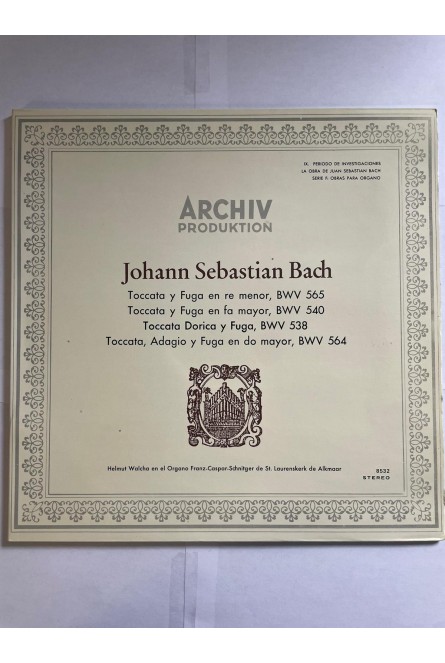 IX. PERIODO DE INVESTIGACIONES
LA OBRA DE JUAN SEBASTIAN BACH
SERIE F: OBRAS PARA ORGANO
ARCHIV
PRODUKTION
Johann Sebastian Bach
Toccata y Fuga en re menor, BWV 565
Toccata y Fuga en fa mayor, BWV 540
Toccata Dorica y Fuga, BWV 538
Toccata, Adagio y Fuga en do mayor, BWV 564
Helmut Walcha en el Organo Franz-Caspar-Schnitger de St. Laurenskerk de Alkmaar
8532
STEREO